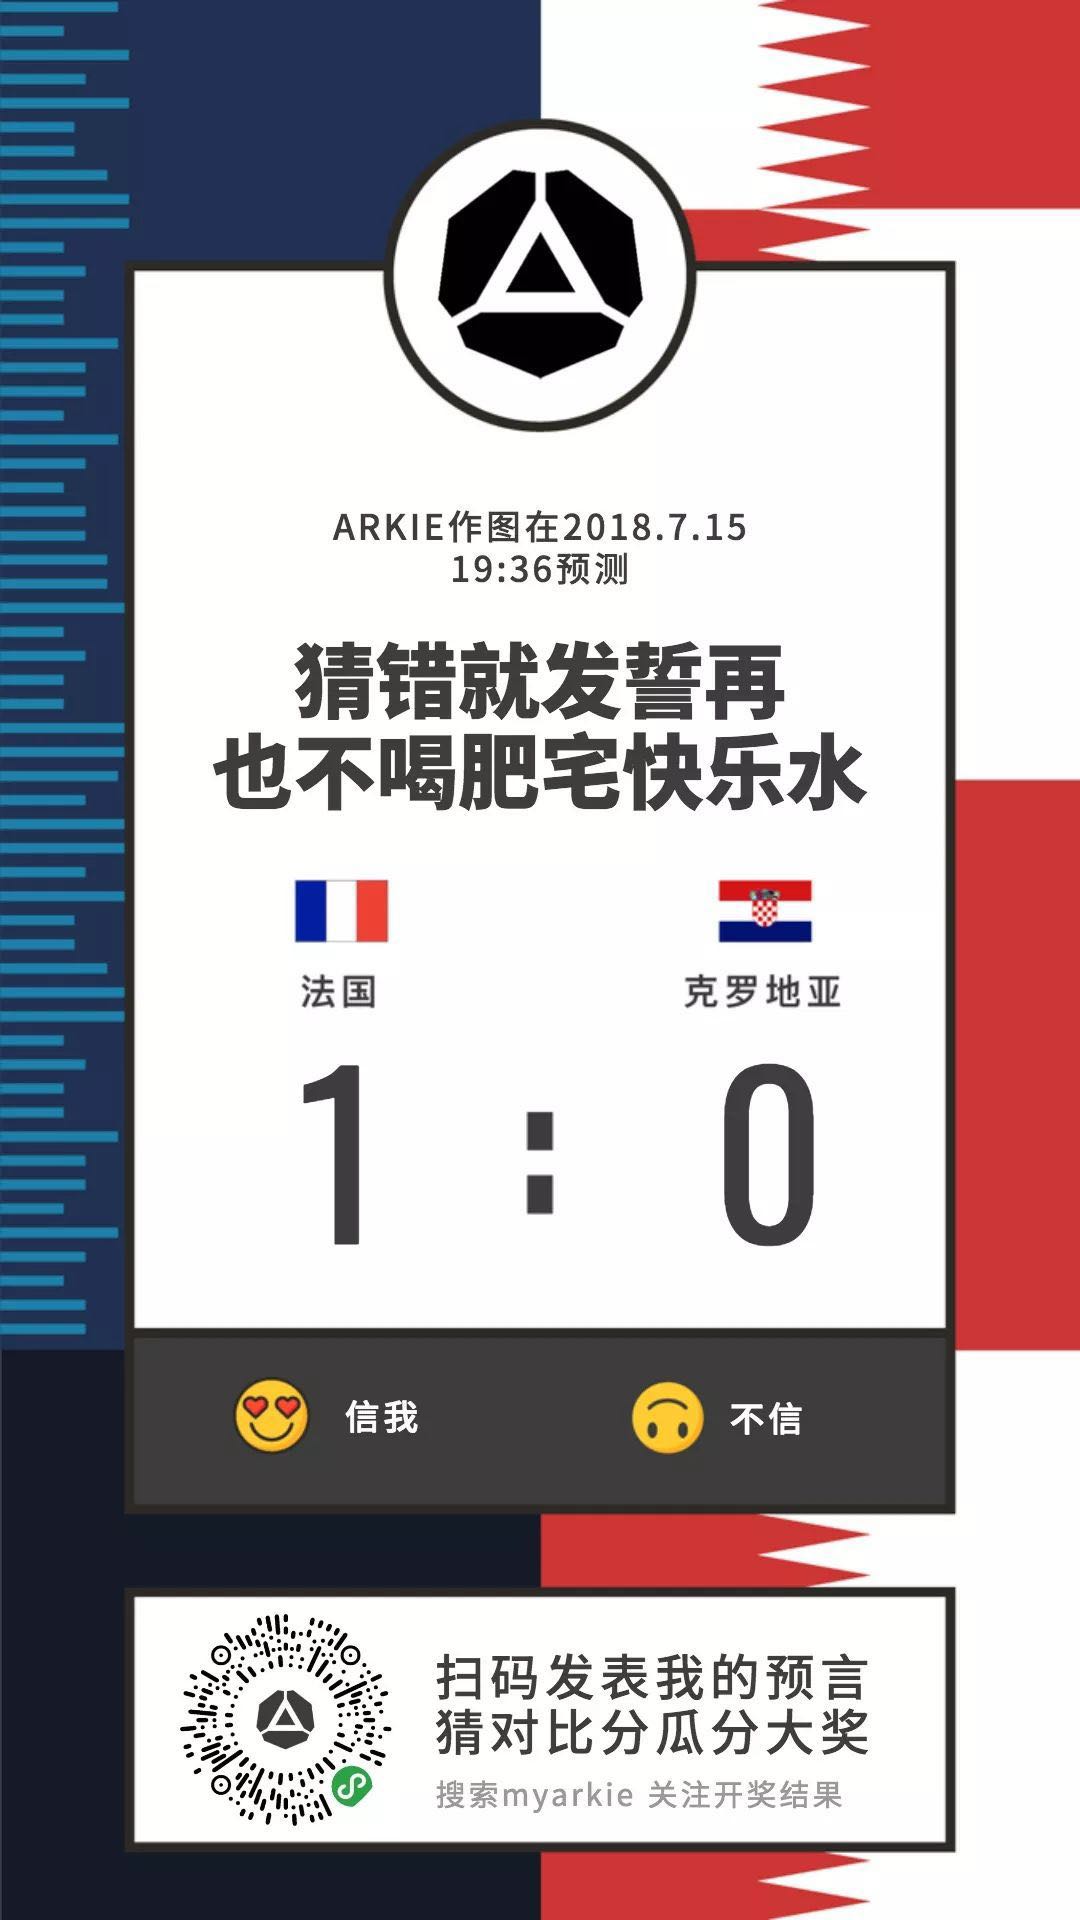 ARKIE作图在2018.7.15
19:36预测
猜错就发誓再
也不喝肥宅快乐水
法国
克罗地亚
1 : 0
信我
不信
扫码发表我的预言
猜对比分瓜分大奖
搜索myarkie 关注开奖结果